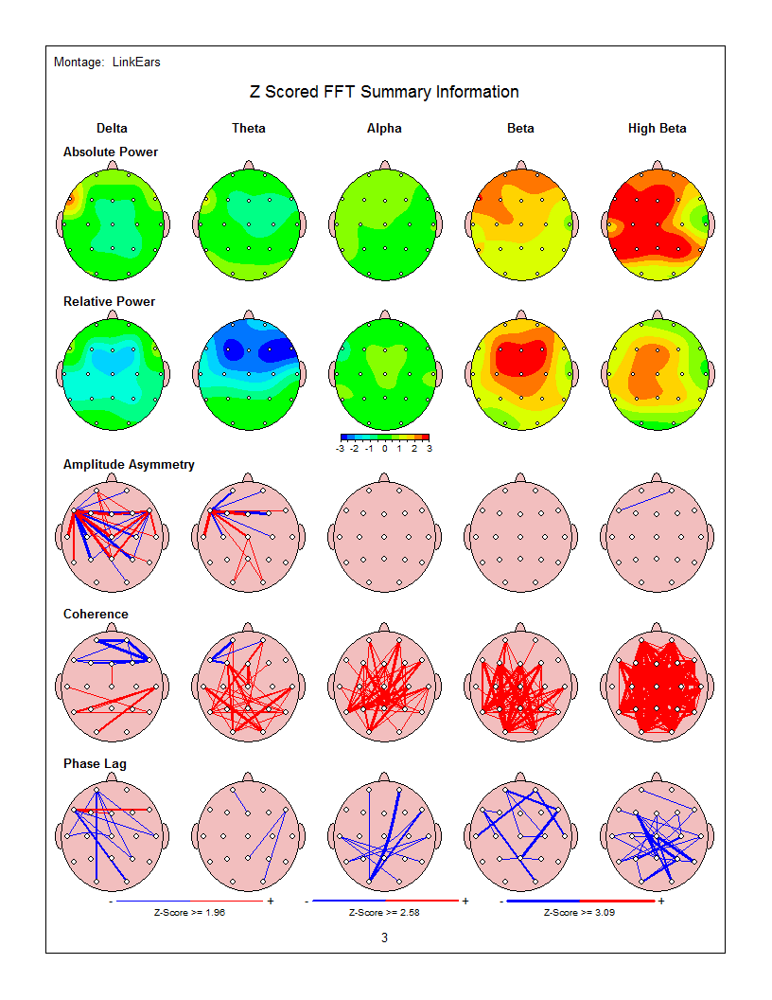 Montage: LinkEars
Z Scored FFT Summary Information
Delta Theta Alpha Beta High Beta
Absolute Power
Relative Power
-3 -2 -1 0 1 2 3
Amplitude Asymmetry
Coherence
Phase Lag
- + - + - +
Z-Score >= 1.96 Z-Score >= 2.58 Z-Score >= 3.09
3